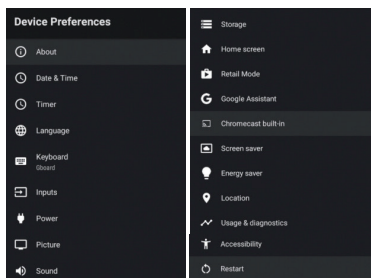 Device Preferences
About
Date & Time
Timer
Language
Keyboard
Gboard
Inputs
Power
Picture
Sound
Storage
Home screen
Retail Mode
Google Assistant
Chromecast built-in
Screen saver
Energy saver
Location
Usage & diagnostics
Accessibility
Restart